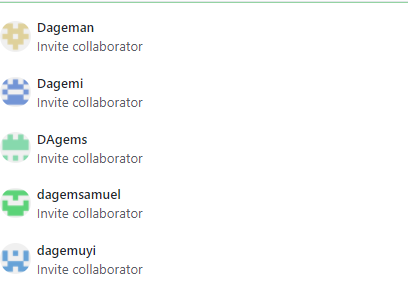 Dageman
Invite collaborator
Dagemi
Invite collaborator
DAgems
Invite collaborator
dagemsamuel
Invite collaborator
dagemuyi
Invite collaborator